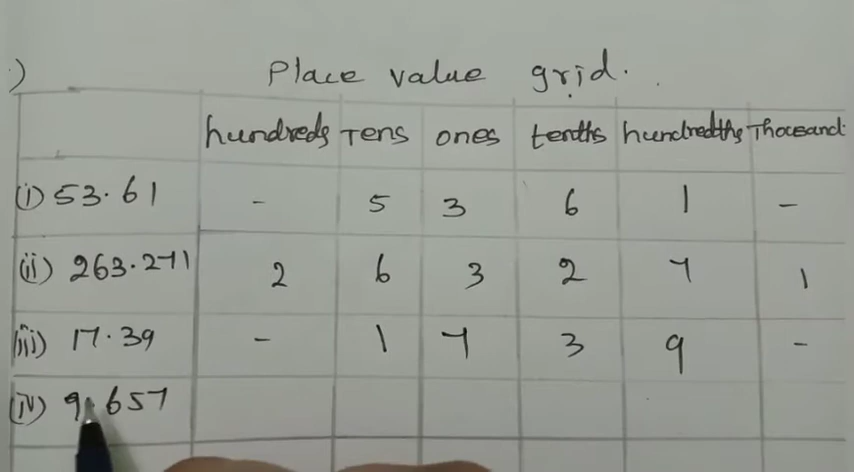 ) Place value grid.
hundreds Tens ones tenths hundredths Thoceand
(i) 53.61 - 5 3 6 1 -
(ii) 263.271 2 6 3 2 7 1
(iii) 17.39 - 1 7 3 9 -
(iv) 9.657